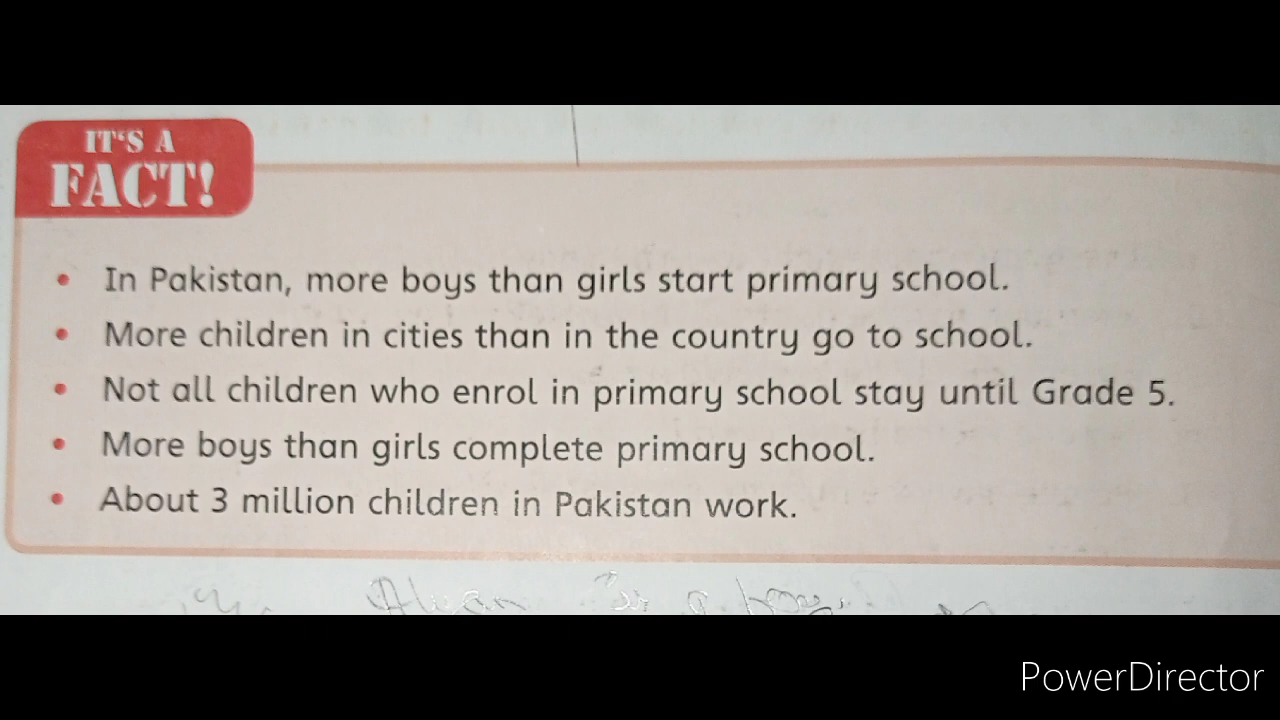 IT'S A
FACT!
• In Pakistan, more boys than girls start primary school.
• More children in cities than in the country go to school.
• Not all children who enrol in primary school stay until Grade 5.
• More boys than girls complete primary school.
• About 3 million children in Pakistan work.
is a boy.
PowerDirector